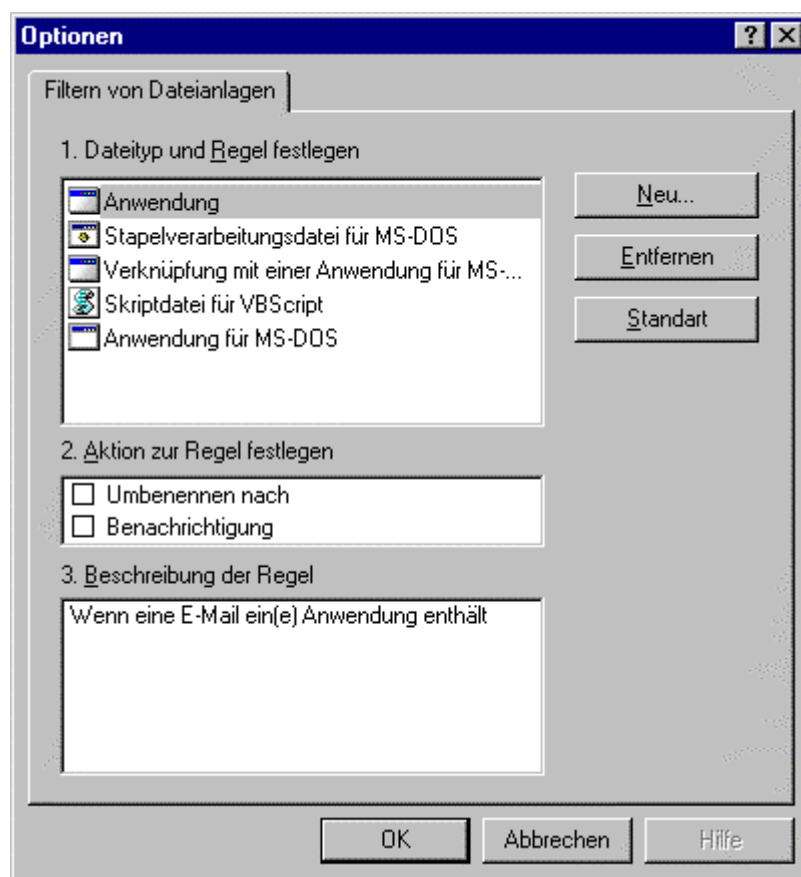 Optionen
Filtern von Dateianlagen
1. Dateityp und Regel festlegen
Anwendung
Stapelverarbeitungsdatei für MS-DOS
Verknüpfung mit einer Anwendung für MS-...
Skriptdatei für VBScript
Anwendung für MS-DOS
Neu...
Entfernen
Standart
2. Aktion zur Regel festlegen
Umbenennen nach
Benachrichtigung
3. Beschreibung der Regel
Wenn eine E-Mail ein(e) Anwendung enthält
OK
Abbrechen
Hilfe